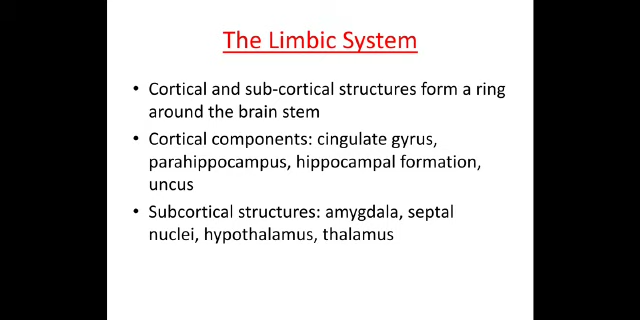 The Limbic System
• Cortical and sub-cortical structures form a ring
around the brain stem
• Cortical components: cingulate gyrus,
parahippocampus, hippocampal formation,
uncus
• Subcortical structures: amygdala, septal
nuclei, hypothalamus, thalamus